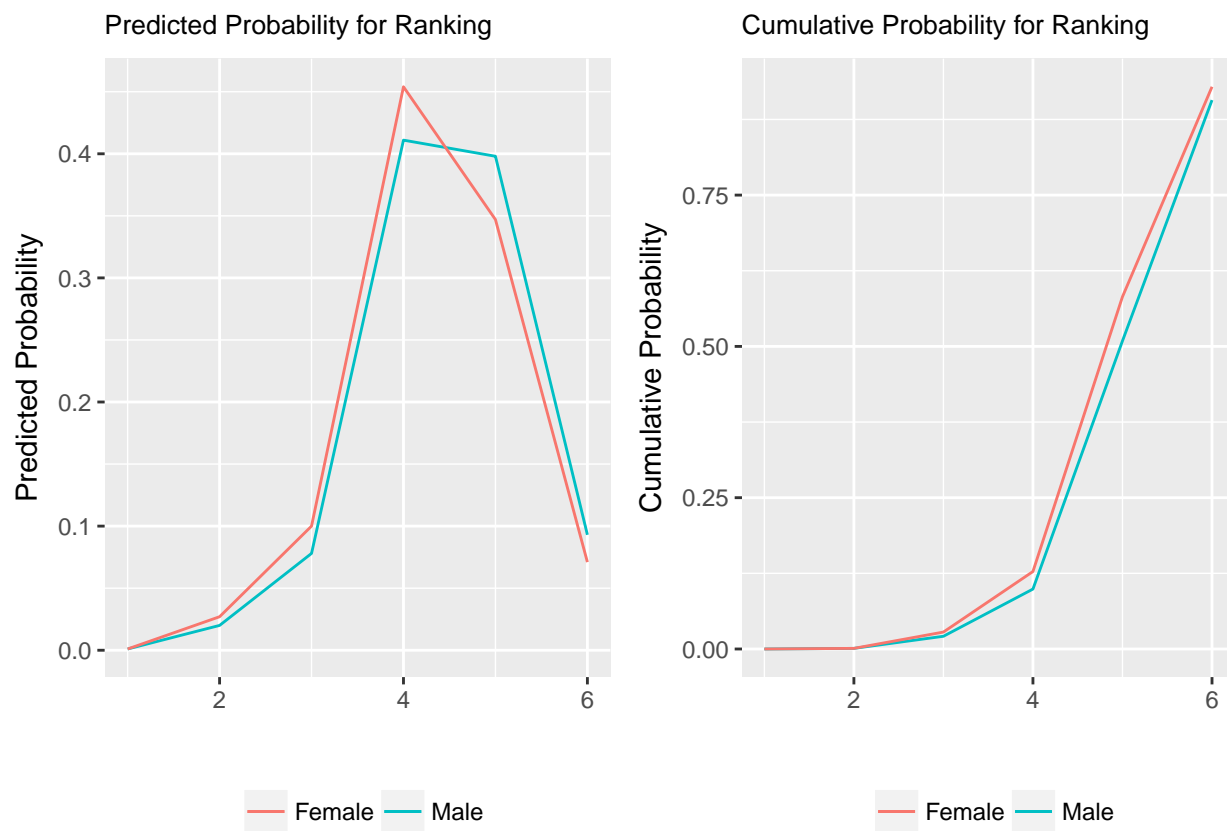 Predicted Probability for Ranking
Predicted Probability
0.4
0.3
0.2
0.1
0.0
2
4
6
Female
Male
Cumulative Probability for Ranking
Cumulative Probability
0.75
0.50
0.25
0.00
2
4
6
Female
Male